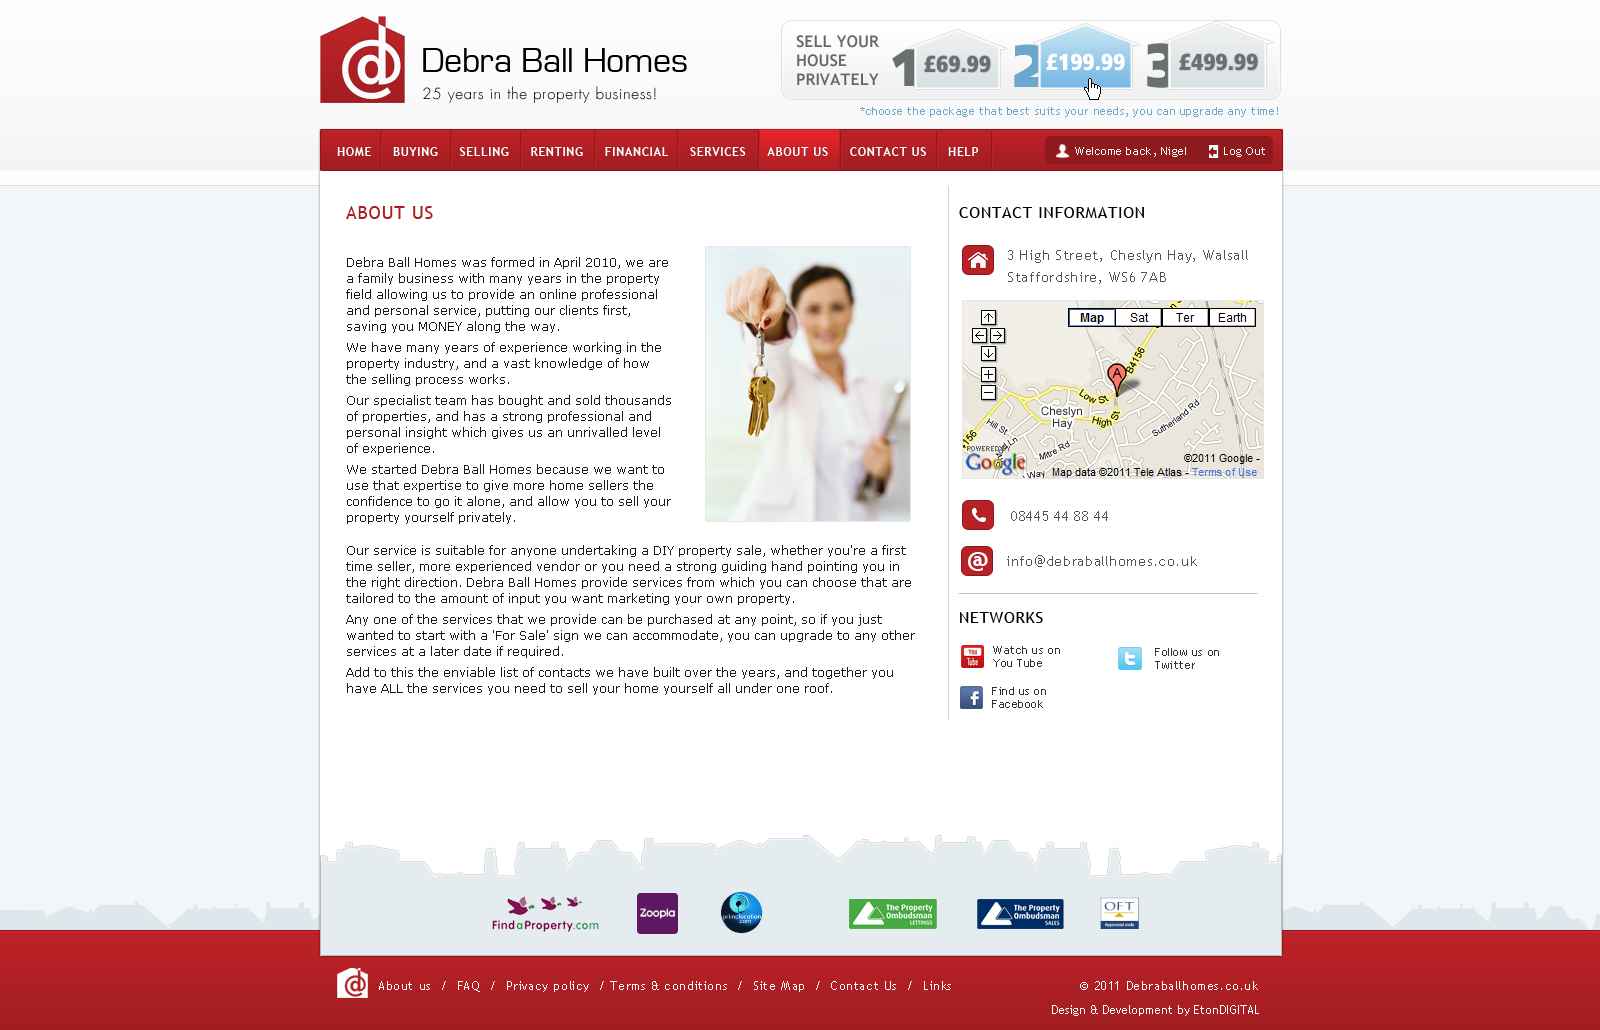 Debra Ball Homes
25 years in the property business!
SELL YOUR
HOUSE
PRIVATELY
1 £69.99
2 £199.99
3 £499.99
*choose the package that best suits your needs, you can upgrade any time!
HOME BUYING SELLING RENTING FINANCIAL SERVICES ABOUT US CONTACT US HELP
Welcome back, Nigel Log Out
ABOUT US
Debra Ball Homes was formed in April 2010, we are
a family business with many years in the property
field allowing us to provide an online professional
and personal service, putting our clients first,
saving you MONEY along the way.
We have many years of experience working in the
property industry, and a vast knowledge of how
the selling process works.
Our specialist team has bought and sold thousands
of properties, and has a strong professional and
personal insight which gives us an unrivalled level
of experience.
We started Debra Ball Homes because we want to
use that expertise to give more home sellers the
confidence to go it alone, and allow you to sell your
property yourself privately.
Our service is suitable for anyone undertaking a DIY property sale, whether you're a first
time seller, more experienced vendor or you need a strong guiding hand pointing you in
the right direction. Debra Ball Homes provide services from which you can choose that are
tailored to the amount of input you want marketing your own property.
Any one of the services that we provide can be purchased at any point, so if you just
wanted to start with a 'For Sale' sign we can accommodate, you can upgrade to any other
services at a later date if required.
Add to this the enviable list of contacts we have built over the years, and together you
have ALL the services you need to sell your home yourself all under one roof.
CONTACT INFORMATION
3 High Street, Cheslyn Hay, Walsall
Staffordshire, WS6 7AB
Map Sat Ter Earth
B4156
A
Low St
Cheslyn
Hay
High St
Sutherland Rd
Hill St
Mitre Rd
Ln
Way
156
POWERED BY
Google
©2011 Google -
Map data ©2011 Tele Atlas - Terms of Use
08445 44 88 44
@ info@debraballhomes.co.uk
NETWORKS
You Tube
Watch us on
You Tube
t
Follow us on
Twitter
f
Find us on
Facebook
FindaProperty.com
Zoopla
primelocation.com
The Property
Ombudsman
LETTINGS
The Property
Ombudsman
SALES
OFT
Approved code
About us / FAQ / Privacy policy / Terms & conditions / Site Map / Contact Us / Links
© 2011 Debraballhomes.co.uk
Design & Development by EtonDIGITAL